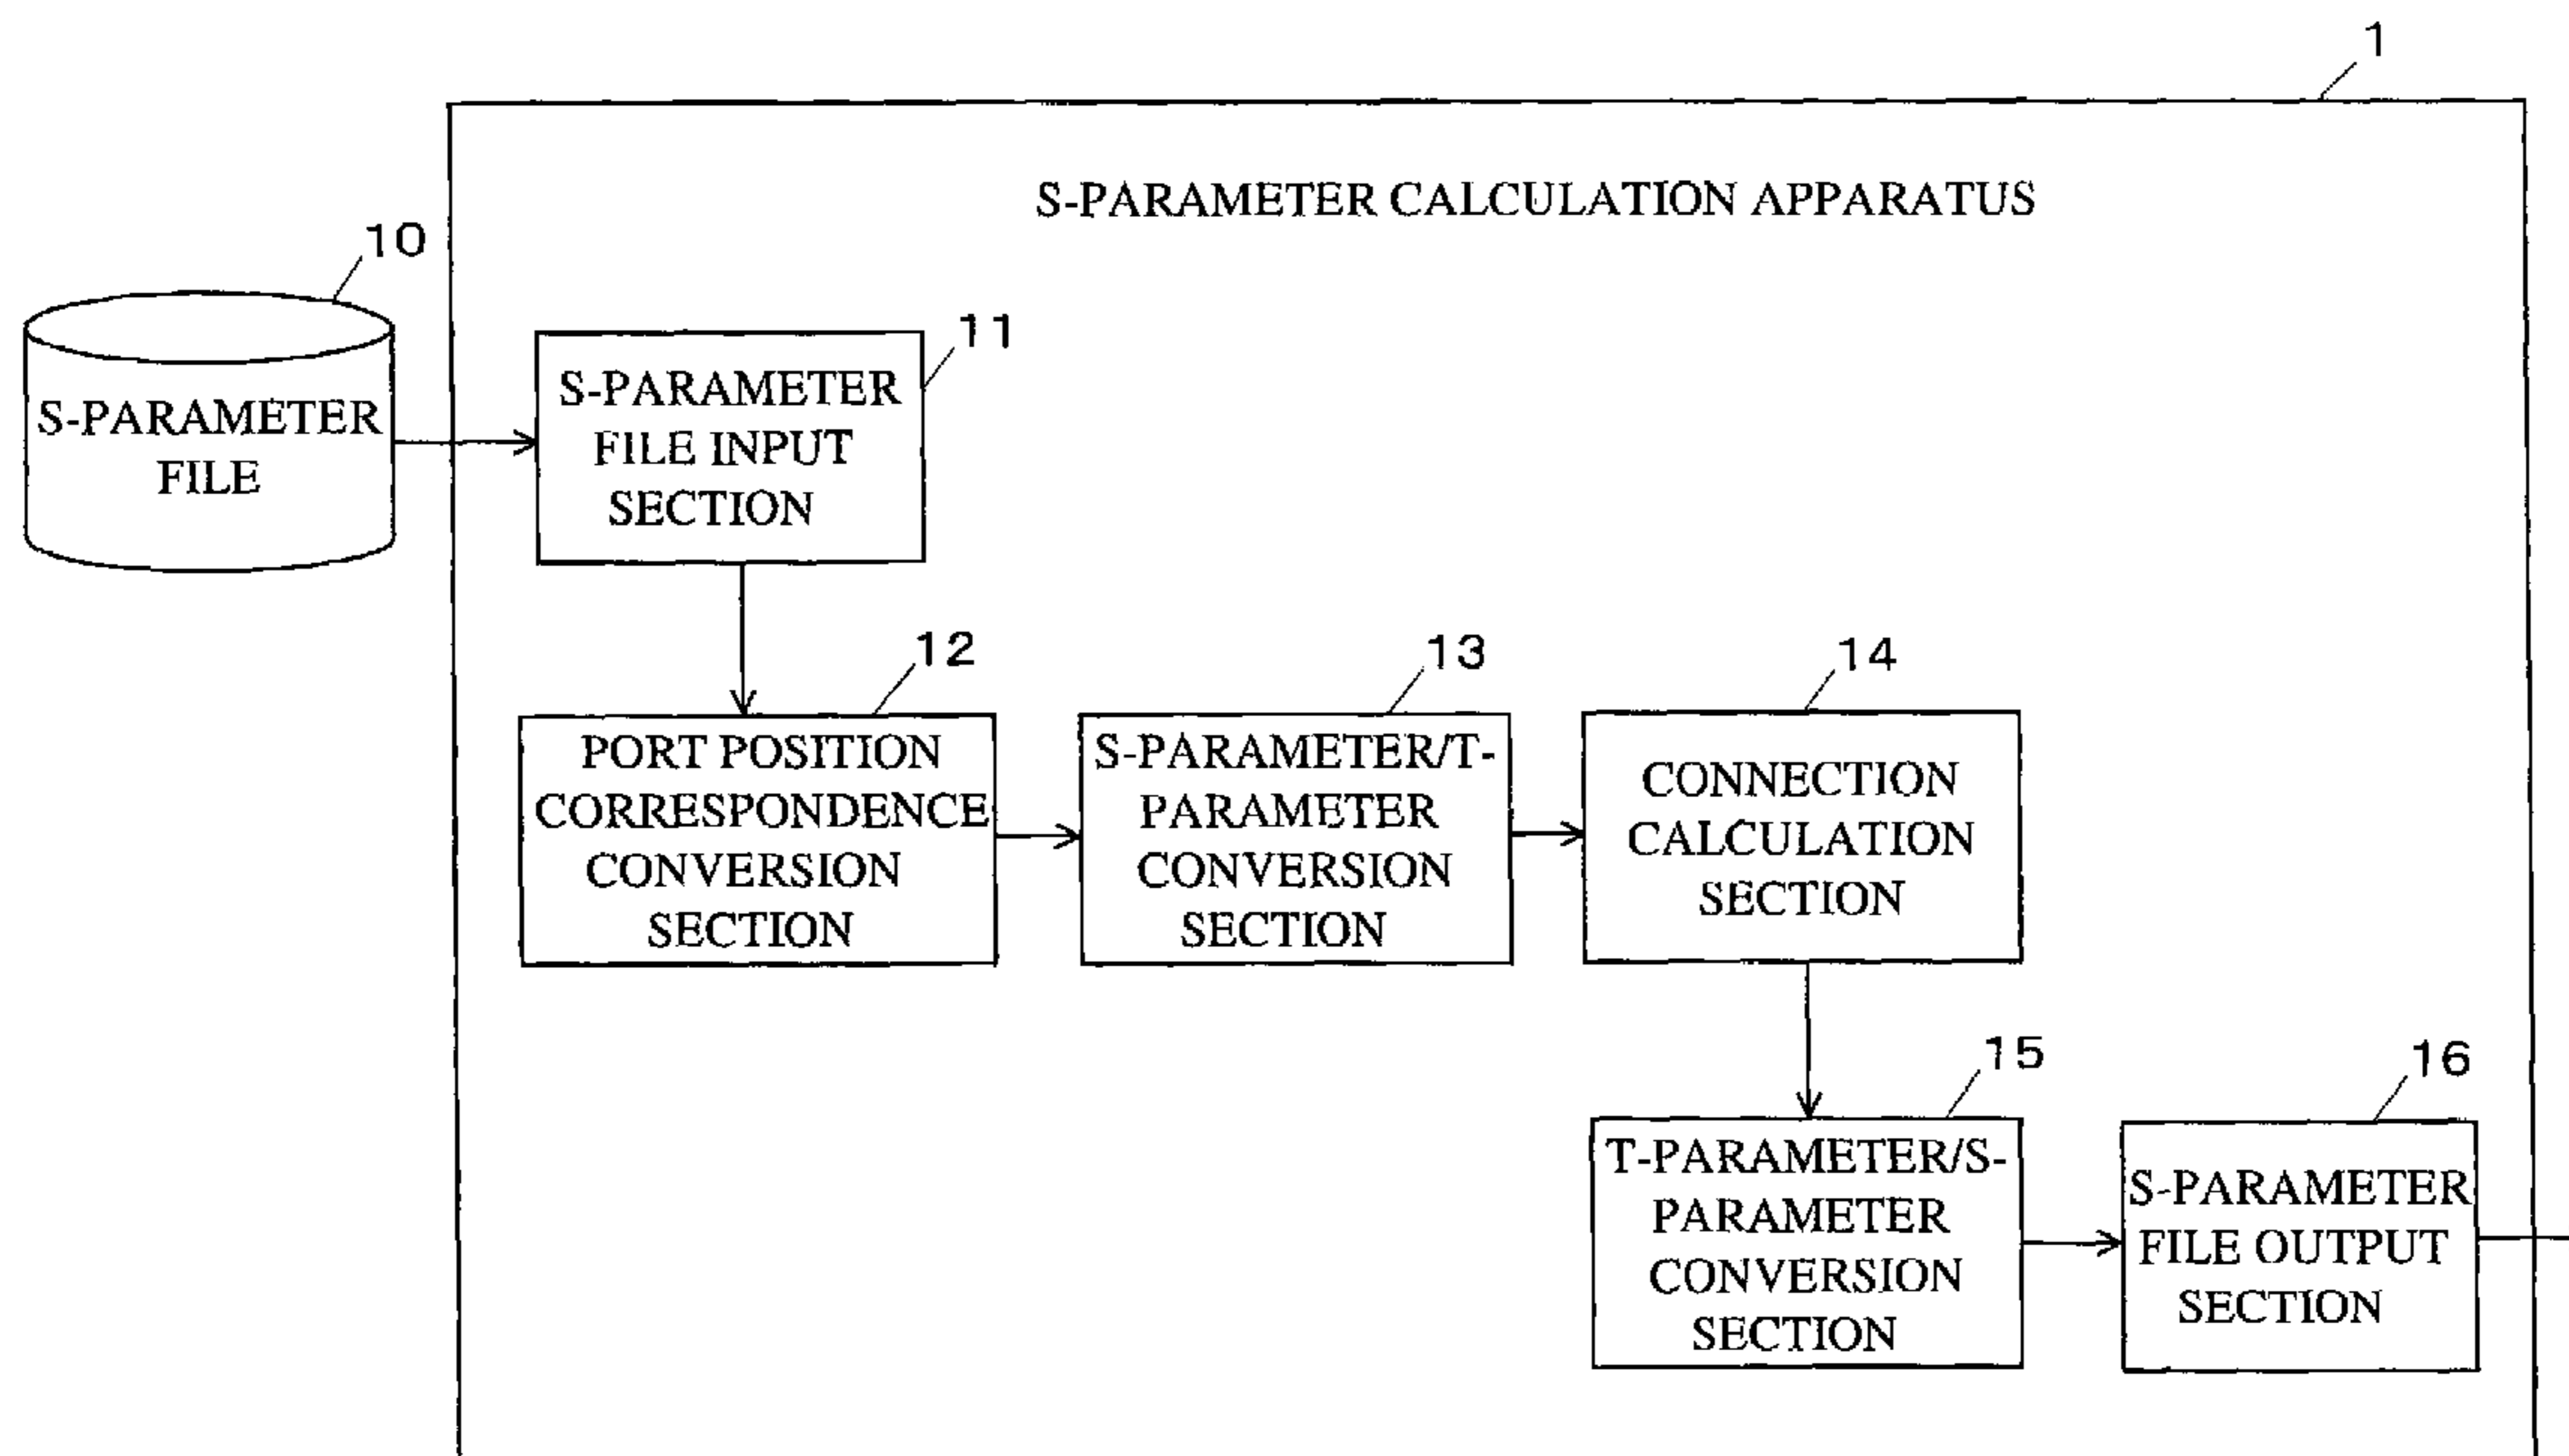 1
S-PARAMETER CALCULATION APPARATUS
10
S-PARAMETER
FILE
11
S-PARAMETER
FILE INPUT
SECTION
12
PORT POSITION
CORRESPONDENCE
CONVERSION
SECTION
13
S-PARAMETER/T-
PARAMETER
CONVERSION
SECTION
14
CONNECTION
CALCULATION
SECTION
15
T-PARAMETER/S-
PARAMETER
CONVERSION
SECTION
16
S-PARAMETER
FILE OUTPUT
SECTION